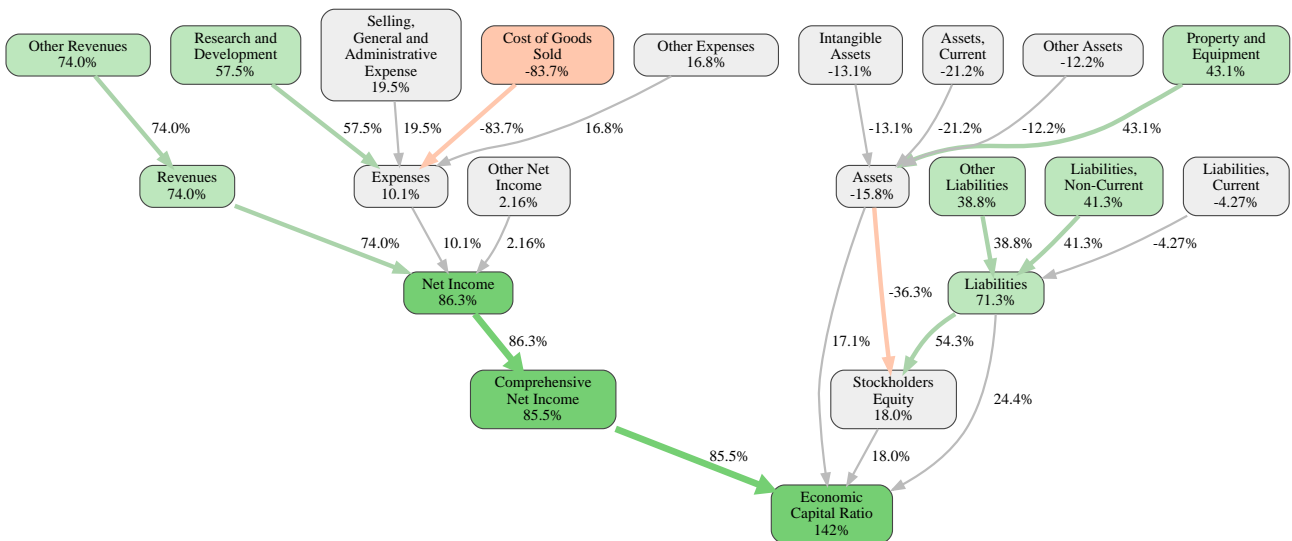 Other Revenues
74.0%
Research and
Development
57.5%
Selling,
General and
Administrative
Expense
19.5%
Cost of Goods
Sold
-83.7%
Other Expenses
16.8%
Intangible
Assets
-13.1%
Assets,
Current
-21.2%
Other Assets
-12.2%
Property and
Equipment
43.1%
74.0%
57.5%
19.5%
-83.7%
16.8%
-13.1%
-21.2%
-12.2%
43.1%
Revenues
74.0%
Expenses
10.1%
Other Net
Income
2.16%
Assets
-15.8%
Other
Liabilities
38.8%
Liabilities,
Non-Current
41.3%
Liabilities,
Current
-4.27%
74.0%
10.1%
2.16%
38.8%
41.3%
-4.27%
Net Income
86.3%
-36.3%
Liabilities
71.3%
86.3%
17.1%
54.3%
Comprehensive
Net Income
85.5%
Stockholders
Equity
18.0%
24.4%
85.5%
18.0%
Economic
Capital Ratio
142%